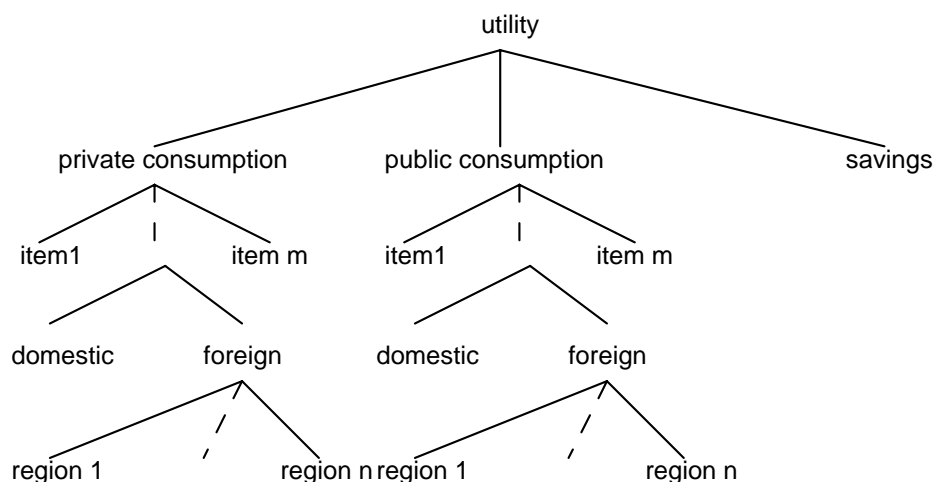 utility
private consumption
public consumption
savings
item1
item m
item1
item m
domestic
foreign
domestic
foreign
region 1
region n
region 1
region n